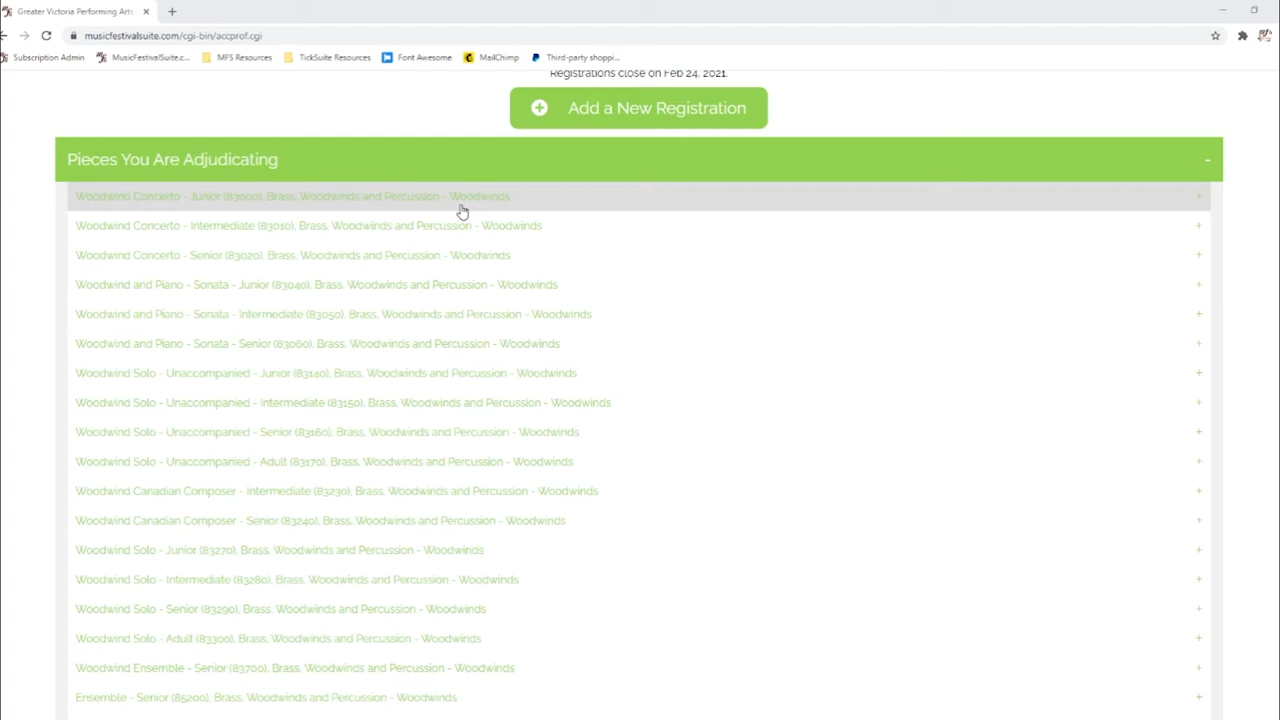 Greater Victoria Performing Arts
musicfestivalsuite.com/cgi-bin/accprof.cgi
Subscription Admin
MusicFestivalSuite.c...
MFS Resources
TickSuite Resources
Font Awesome
MailChimp
Third-party shoppi...
Registrations close on Feb 24, 2021.
Add a New Registration
Pieces You Are Adjudicating -
Woodwind Concerto - Junior (83000), Brass, Woodwinds and Percussion - Woodwinds +
Woodwind Concerto - Intermediate (83010), Brass, Woodwinds and Percussion - Woodwinds +
Woodwind Concerto - Senior (83020), Brass, Woodwinds and Percussion - Woodwinds +
Woodwind and Piano - Sonata - Junior (83040), Brass, Woodwinds and Percussion - Woodwinds +
Woodwind and Piano - Sonata - Intermediate (83050), Brass, Woodwinds and Percussion - Woodwinds +
Woodwind and Piano - Sonata - Senior (83060), Brass, Woodwinds and Percussion - Woodwinds +
Woodwind Solo - Unaccompanied - Junior (83140), Brass, Woodwinds and Percussion - Woodwinds +
Woodwind Solo - Unaccompanied - Intermediate (83150), Brass, Woodwinds and Percussion - Woodwinds +
Woodwind Solo - Unaccompanied - Senior (83160), Brass, Woodwinds and Percussion - Woodwinds +
Woodwind Solo - Unaccompanied - Adult (83170), Brass, Woodwinds and Percussion - Woodwinds +
Woodwind Canadian Composer - Intermediate (83230), Brass, Woodwinds and Percussion - Woodwinds +
Woodwind Canadian Composer - Senior (83240), Brass, Woodwinds and Percussion - Woodwinds +
Woodwind Solo - Junior (83270), Brass, Woodwinds and Percussion - Woodwinds +
Woodwind Solo - Intermediate (83280), Brass, Woodwinds and Percussion - Woodwinds +
Woodwind Solo - Senior (83290), Brass, Woodwinds and Percussion - Woodwinds +
Woodwind Solo - Adult (83300), Brass, Woodwinds and Percussion - Woodwinds +
Woodwind Ensemble - Senior (83700), Brass, Woodwinds and Percussion - Woodwinds +
Ensemble - Senior (85200), Brass, Woodwinds and Percussion - Woodwinds +